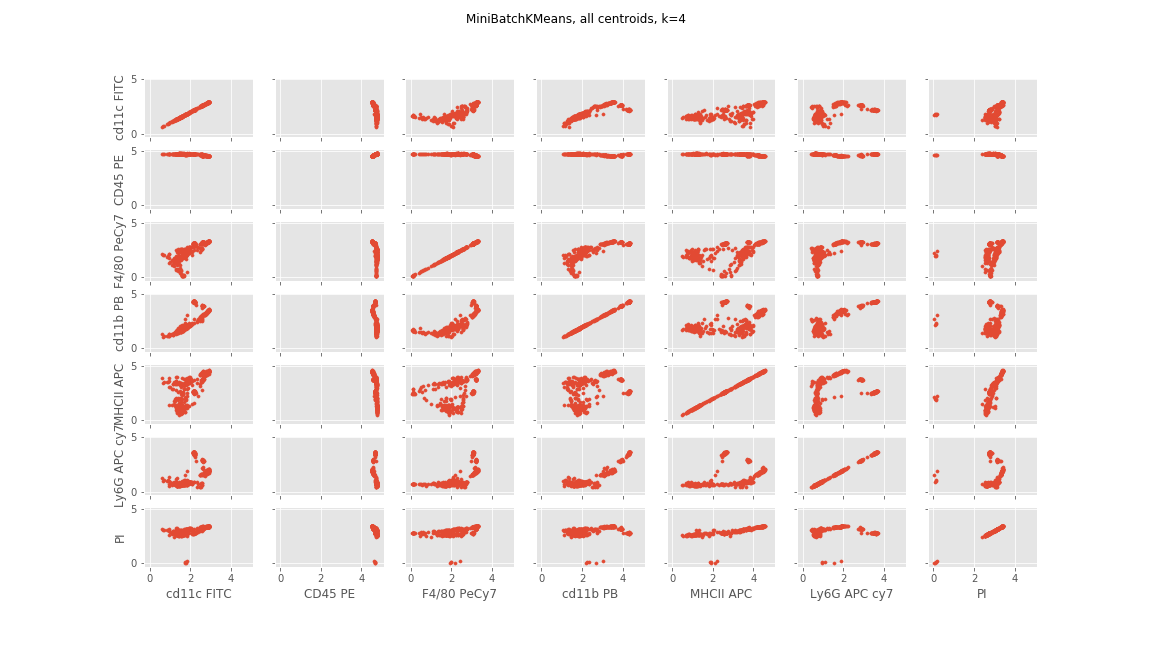 MiniBatchKMeans, all centroids, k=4
cd11c FITC
5
0
CD45 PE
5
0
F4/80 PeCy7
5
0
cd11b PB
5
0
MHCII APC
5
0
Ly6G APC cy7
5
0
PI
5
0
0 2 4 0 2 4 0 2 4 0 2 4 0 2 4 0 2 4 0 2 4
cd11c FITC CD45 PE F4/80 PeCy7 cd11b PB MHCII APC Ly6G APC cy7 PI